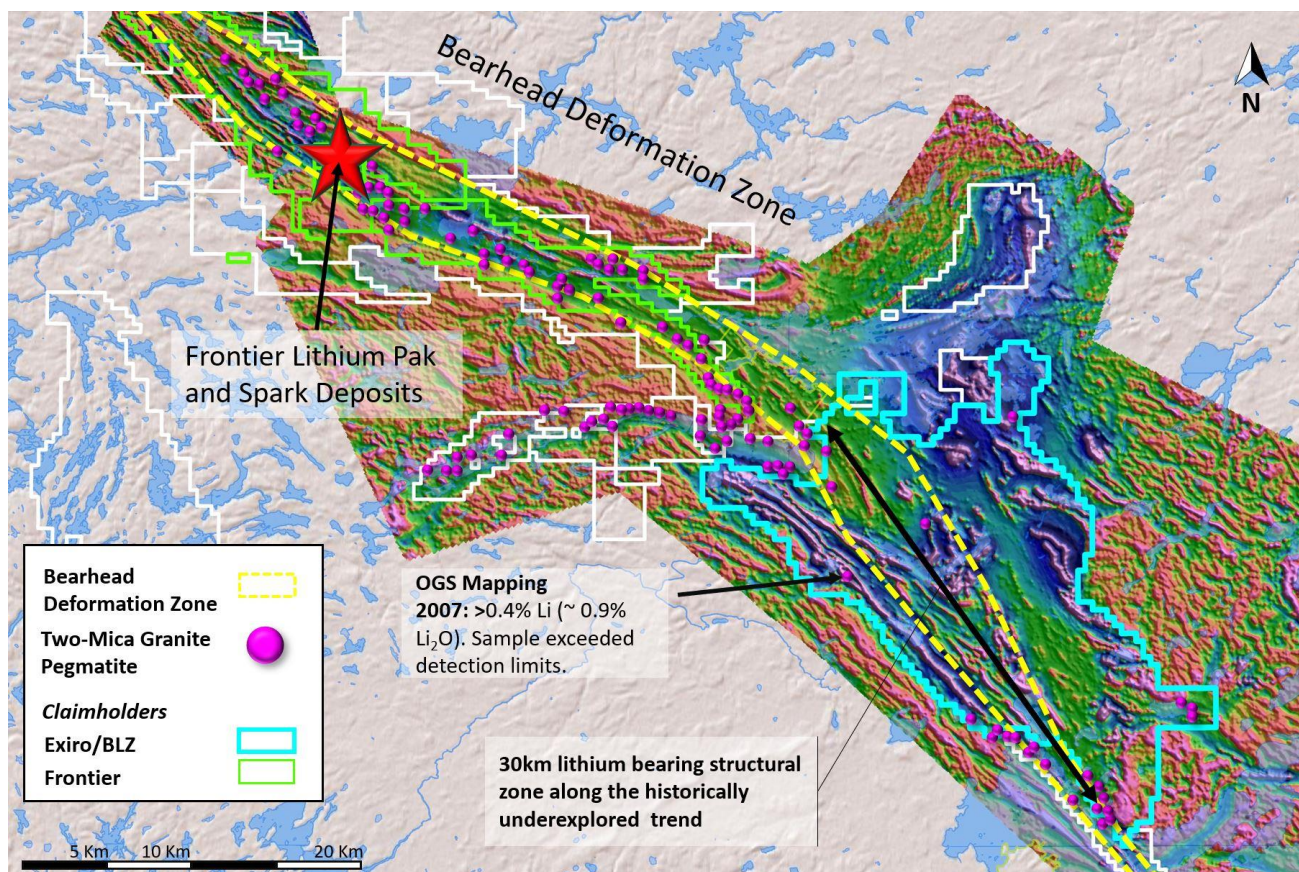 Bearhead Deformation Zone
N
Frontier Lithium Pak
and Spark Deposits
OGS Mapping
2007: >0.4% Li (~ 0.9%
Li₂O). Sample exceeded
detection limits.
30km lithium bearing structural
zone along the historically
underexplored trend
Bearhead
Deformation Zone
Two-Mica Granite
Pegmatite
Claimholders
Exiro/BLZ
Frontier
5 Km 10 Km 20 Km